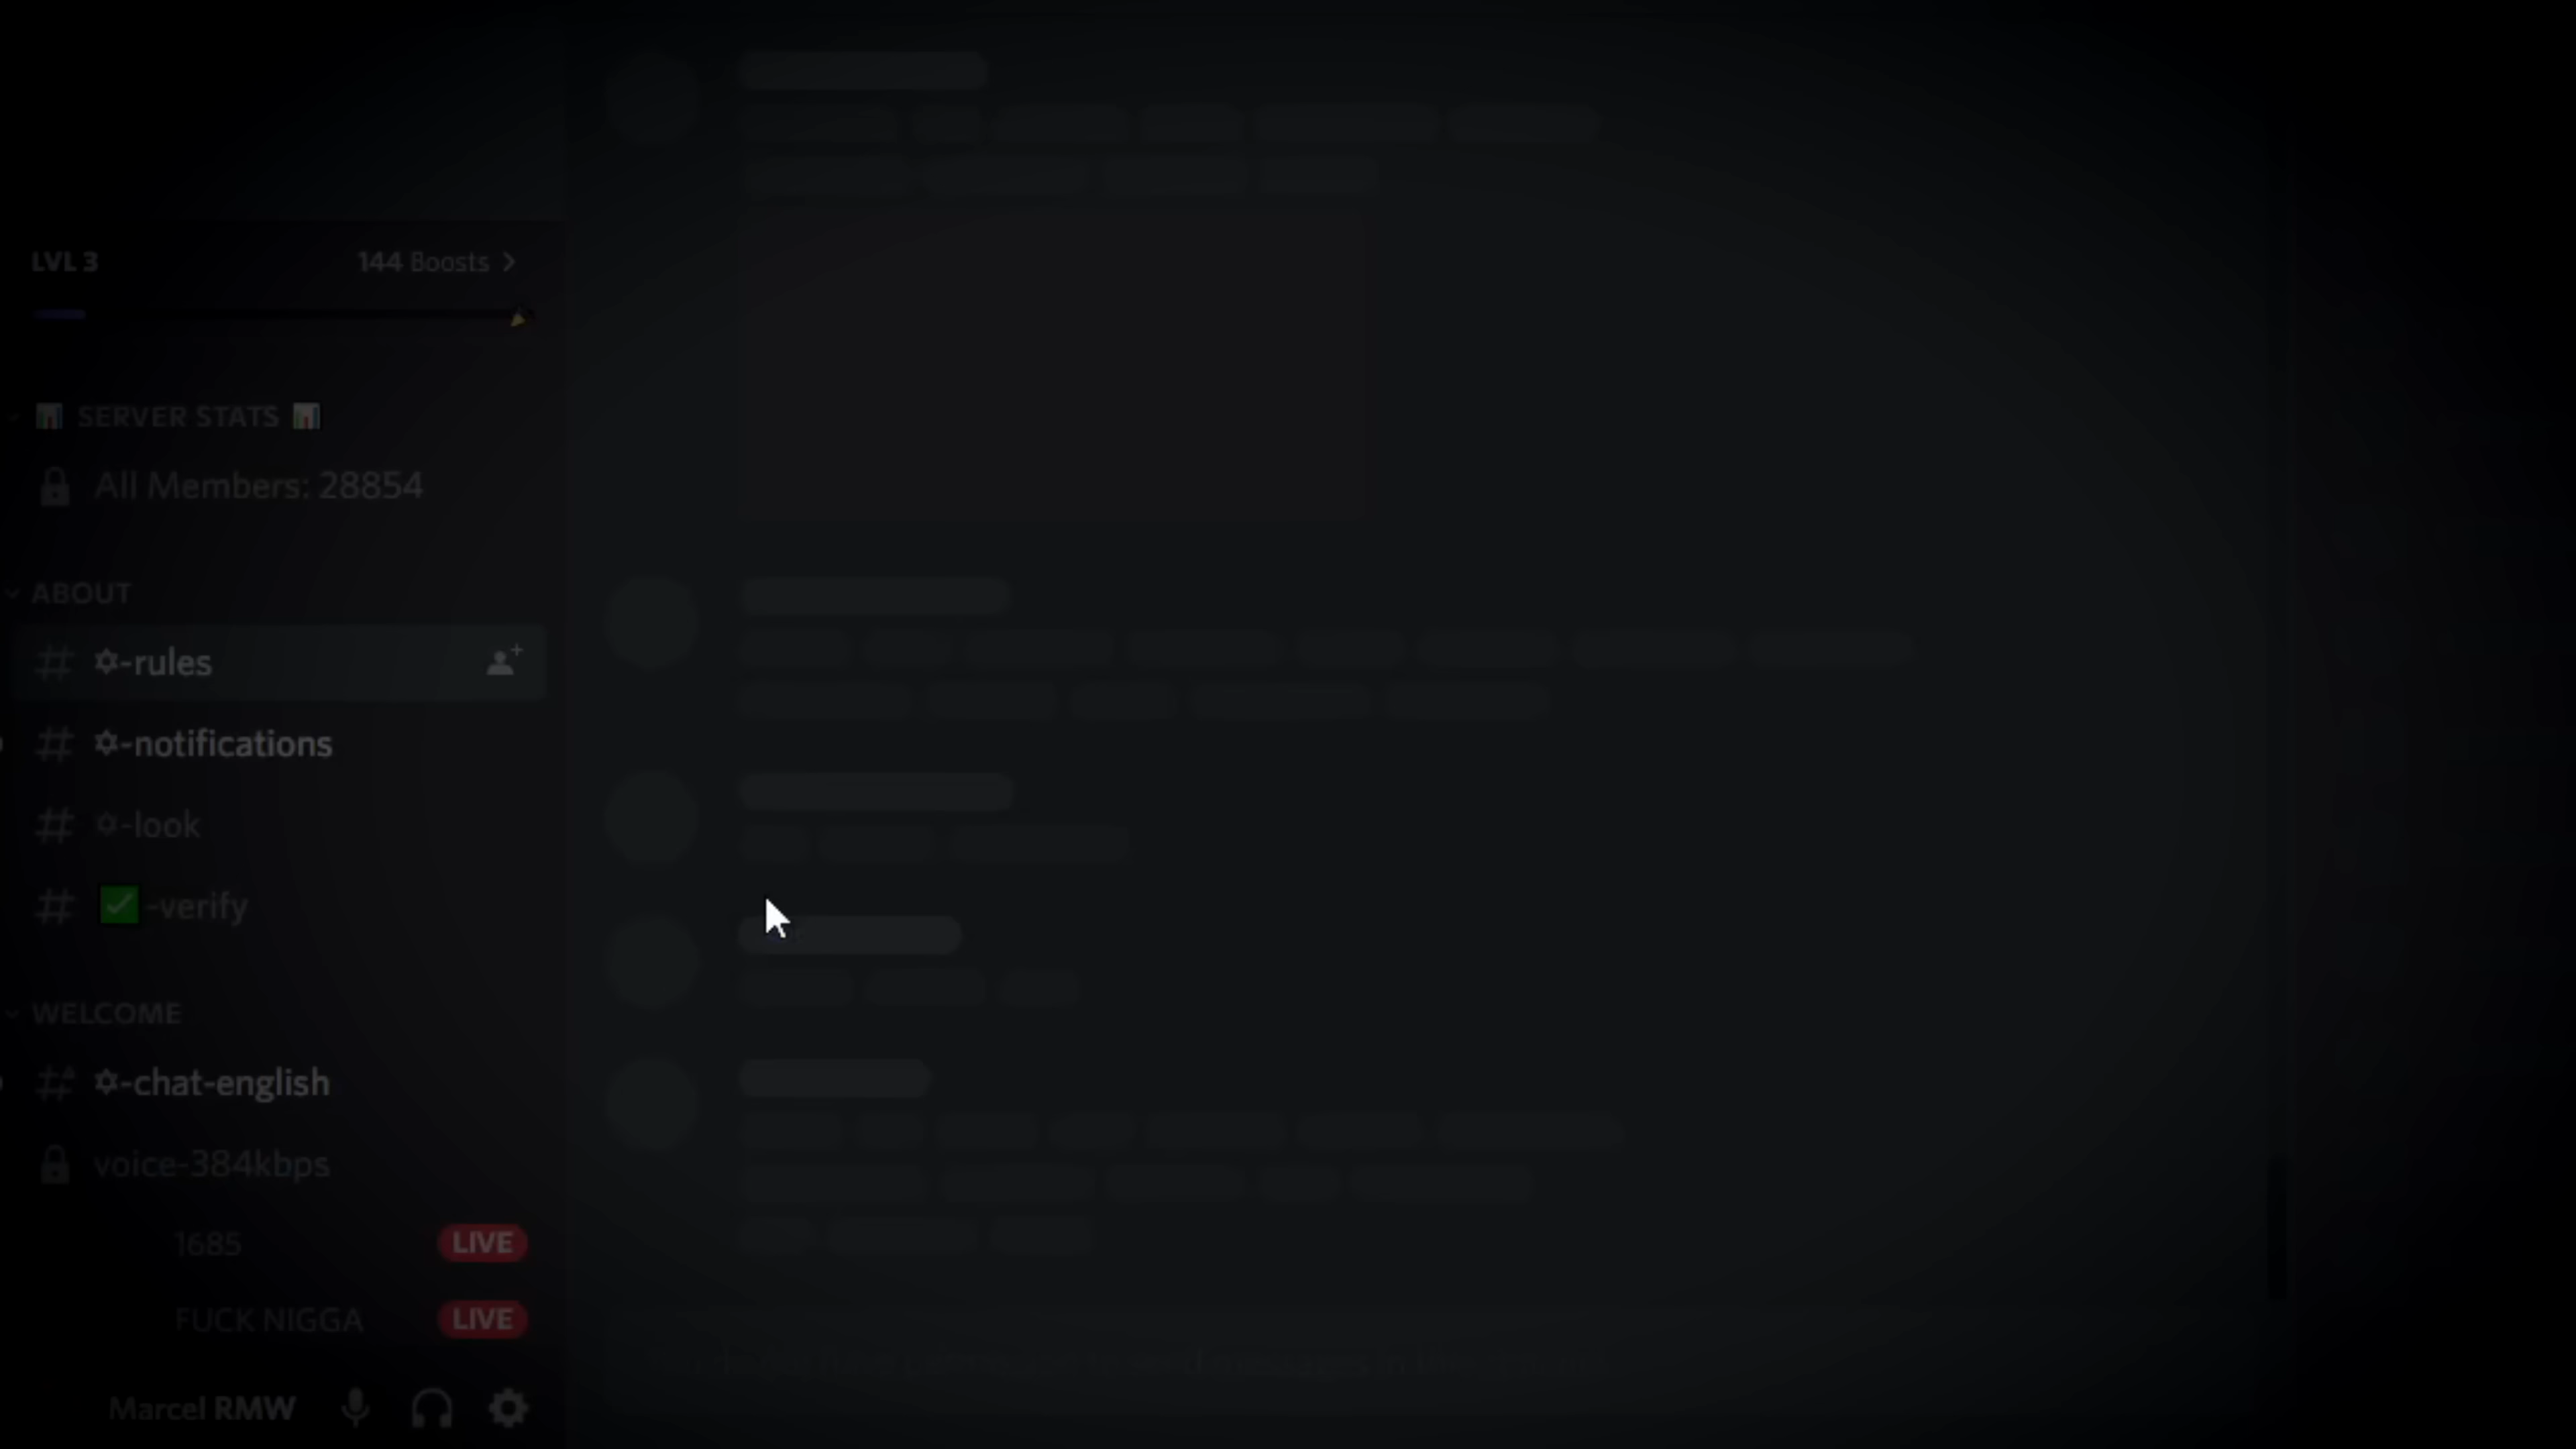 LVL 3
144 Boosts
SERVER STATS
All Members: 28854
ABOUT
✡-rules
✡-notifications
✡-look
-verify
WELCOME
✡-chat-english
voice-384kbps
1685 LIVE
FUCK NIGGA LIVE
Marcel RMW